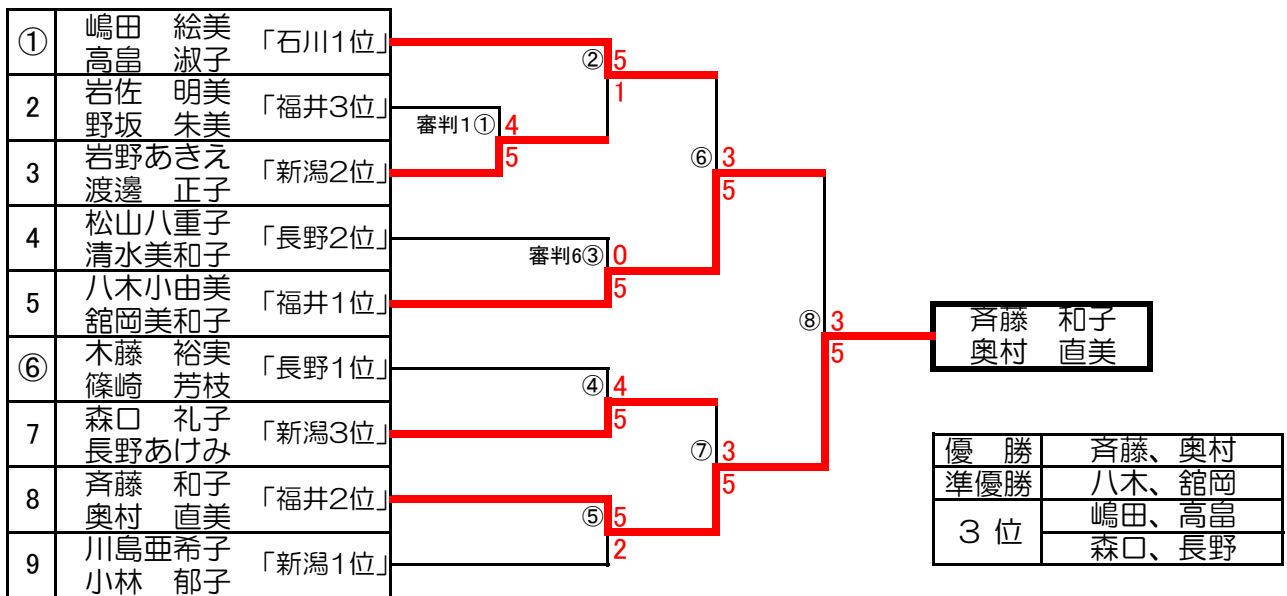 ① 嶋田 絵美 「石川1位」
高畠 淑子
2 岩佐 明美 「福井3位」
野坂 朱美
3 岩野あきえ 「新潟2位」
渡邊 正子
4 松山八重子 「長野2位」
清水美和子
5 八木小由美 「福井1位」
舘岡美和子
⑥ 木藤 裕実 「長野1位」
篠崎 芳枝
7 森口 礼子 「新潟3位」
長野あけみ
8 斉藤 和子 「福井2位」
奥村 直美
9 川島亜希子 「新潟1位」
小林 郁子
審判1① 4
5
② 5
1
審判6③ 0
5
④ 4
5
⑤ 5
2
⑥ 3
5
⑦ 3
5
⑧ 3
5
斉藤 和子
奥村 直美
優 勝 斉藤、奥村
準優勝 八木、舘岡
3 位 嶋田、高畠
森口、長野